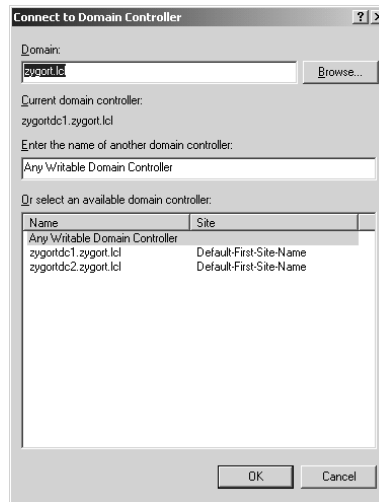 Connect to Domain Controller
Domain:
zygort.lcl
Browse...
Current domain controller:
zygortdc1.zygort.lcl
Enter the name of another domain controller:
Any Writable Domain Controller
Or select an available domain controller:
Name Site
Any Writable Domain Controller
zygortdc1.zygort.lcl Default-First-Site-Name
zygortdc2.zygort.lcl Default-First-Site-Name
OK Cancel